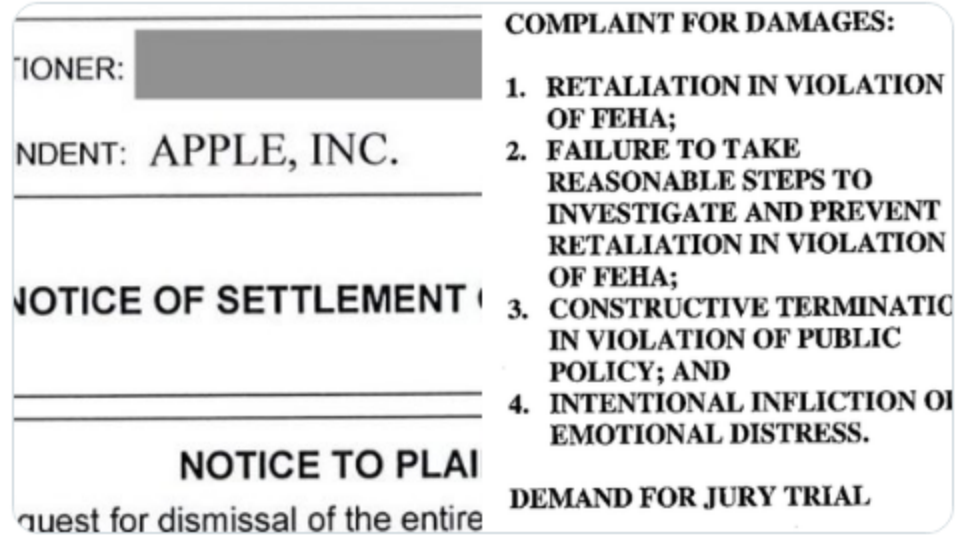 TIONER:
NDENT: APPLE, INC.
NOTICE OF SETTLEMENT
NOTICE TO PLAI
quest for dismissal of the entire
COMPLAINT FOR DAMAGES:
1. RETALIATION IN VIOLATION
OF FEHA;
2. FAILURE TO TAKE
REASONABLE STEPS TO
INVESTIGATE AND PREVENT
RETALIATION IN VIOLATION
OF FEHA;
3. CONSTRUCTIVE TERMINATIO
IN VIOLATION OF PUBLIC
POLICY; AND
4. INTENTIONAL INFLICTION OF
EMOTIONAL DISTRESS.
DEMAND FOR JURY TRIAL